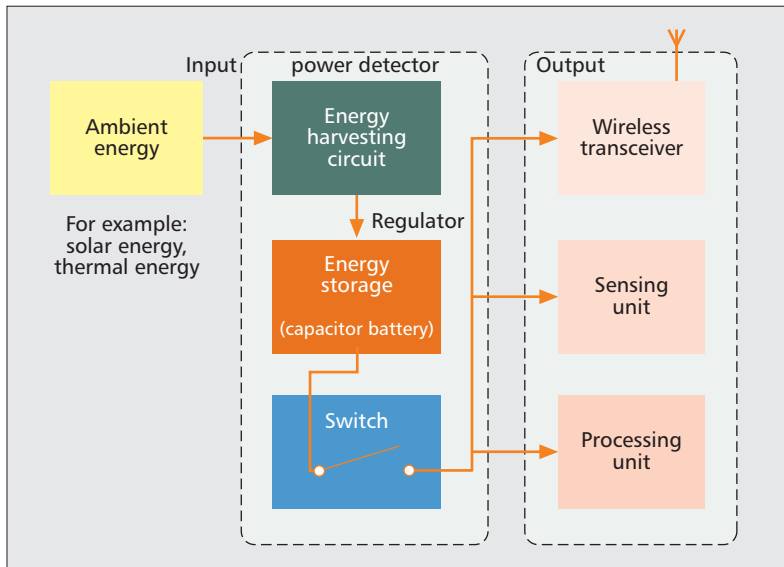 Input
power detector
Output
Ambient
energy
Energy
harvesting
circuit
Wireless
transceiver
For example:
solar energy,
thermal energy
Regulator
Energy
storage
(capacitor battery)
Sensing
unit
Switch
Processing
unit